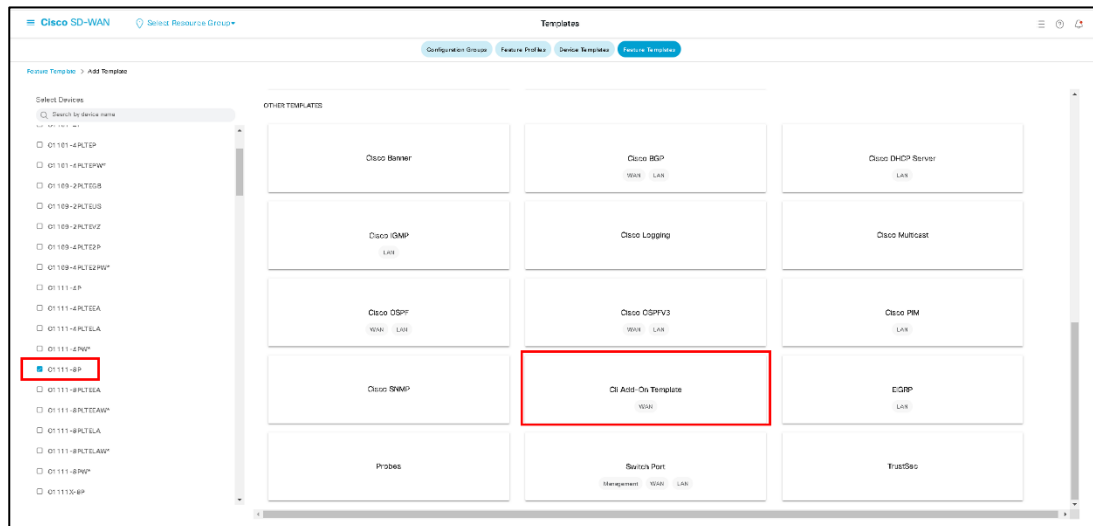 Cisco SD-WAN
Select Resource Group
Templates
Configuration Groups
Feature Profiles
Device Templates
Feature Templates
Feature Template > Add Template
Select Devices
Search by device name
OTHER TEMPLATES
C1101-4PLTEP
C1101-4PLTEPW*
C1109-2PLTEGB
C1109-2PLTEUS
C1109-2PLTEVZ
C1109-4PLTE2P
C1109-4PLTE2PW*
C1111-4P
C1111-4PLTEEA
C1111-4PLTELA
C1111-4PW*
C1111-8P
C1111-8PLTEEA
C1111-8PLTEEAW*
C1111-8PLTELA
C1111-8PLTELAW*
C1111-8PW*
C1111X-8P
Cisco Banner
Cisco BGP
WAN LAN
Cisco DHCP Server
LAN
Cisco IGMP
LAN
Cisco Logging
Cisco Multicast
Cisco OSPF
WAN LAN
Cisco OSPFv3
WAN LAN
Cisco PIM
LAN
Cisco SNMP
Cli Add-On Template
WAN
EIGRP
LAN
Probes
Switch Port
Management WAN LAN
TrustSec